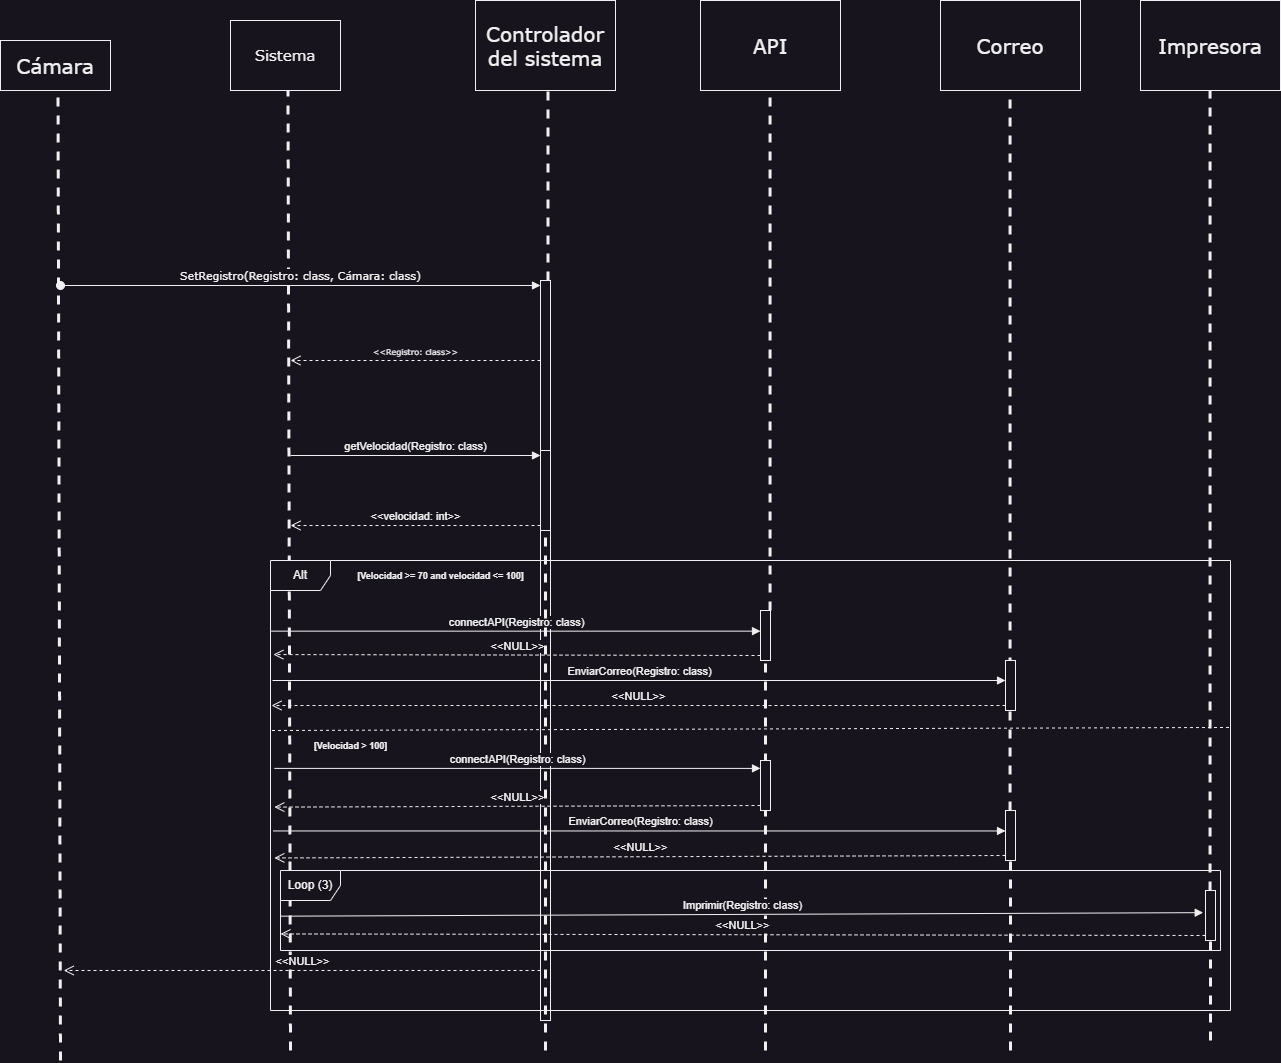 Cámara
Sistema
Controlador
del sistema
API
Correo
Impresora
SetRegistro(Registro: class, Cámara: class)
<<Registro: class>>
getVelocidad(Registro: class)
<<velocidad: int>>
Alt
[Velocidad >= 70 and velocidad <= 100]
connectAPI(Registro: class)
<<NULL>>
EnviarCorreo(Registro: class)
<<NULL>>
[Velocidad > 100]
connectAPI(Registro: class)
<<NULL>>
EnviarCorreo(Registro: class)
<<NULL>>
Loop (3)
Imprimir(Registro: class)
<<NULL>>
<<NULL>>